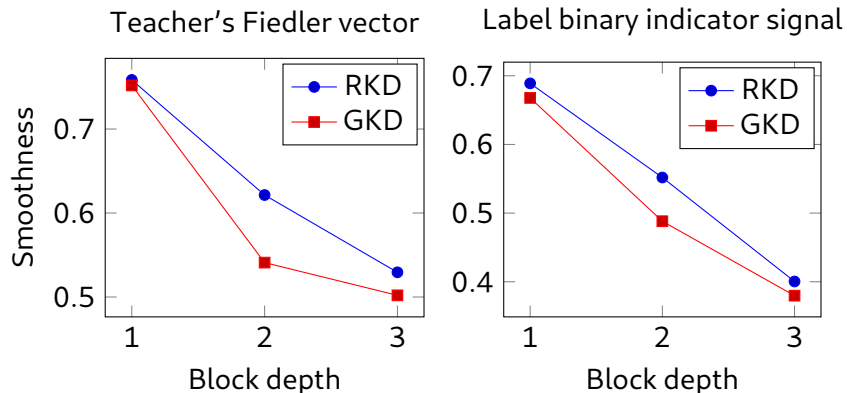 Teacher's Fiedler vector
RKD
GKD
0.7
0.6
0.5
Smoothness
1
2
3
Block depth
Label binary indicator signal
RKD
GKD
0.7
0.6
0.5
0.4
1
2
3
Block depth